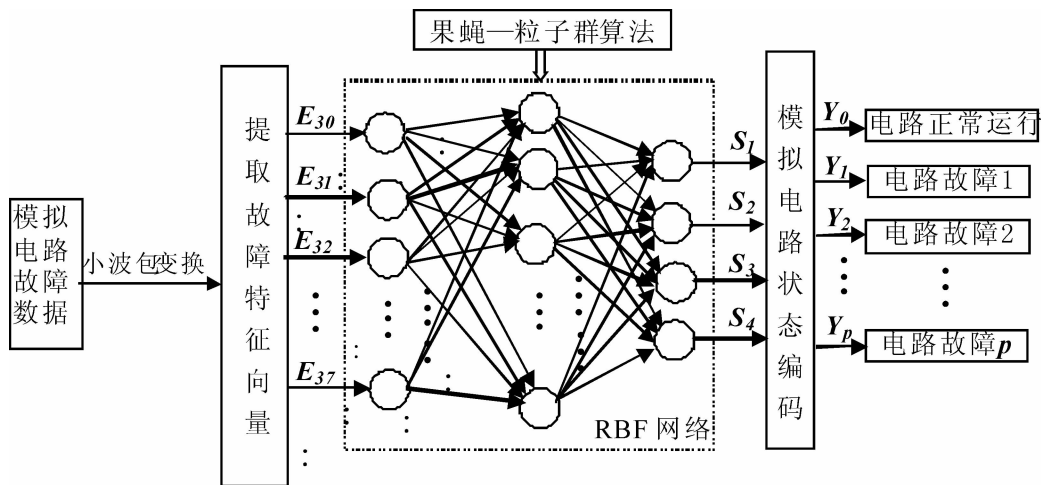 果蝇—粒子群算法
模拟
电路
故障
数据
小波包变换
提取故障特征向量
E30
E31
E32
E37
RBF 网络
S1
S2
S3
S4
模拟电路状态编码
Y0
Y1
Y2
Yp
电路正常运行
电路故障1
电路故障2
电路故障p